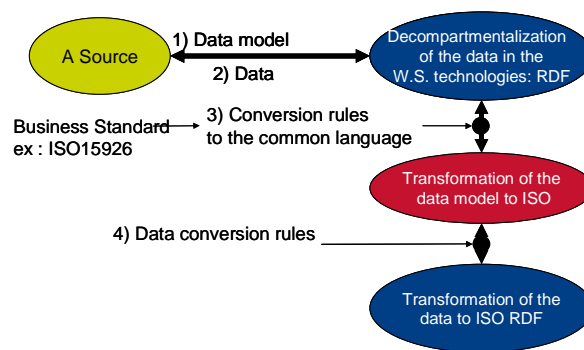 1) Data model
A Source
2) Data
Decompartmentalization
of the data in the
W.S. technologies: RDF
Business Standard
ex : ISO15926
3) Conversion rules
to the common language
Transformation of the
data model to ISO
4) Data conversion rules
Transformation of the
data to ISO RDF